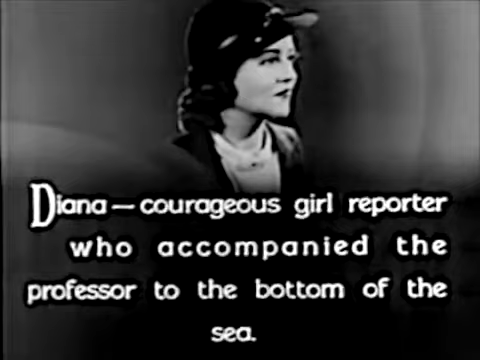 Diana — courageous girl reporter
who accompanied the
professor to the bottom of the
sea.